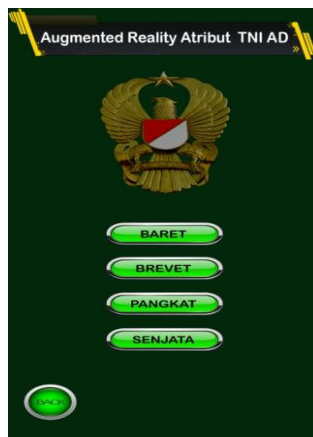 Augmented Reality Atribut TNI AD
BARET
BREVET
PANGKAT
SENJATA
BACK